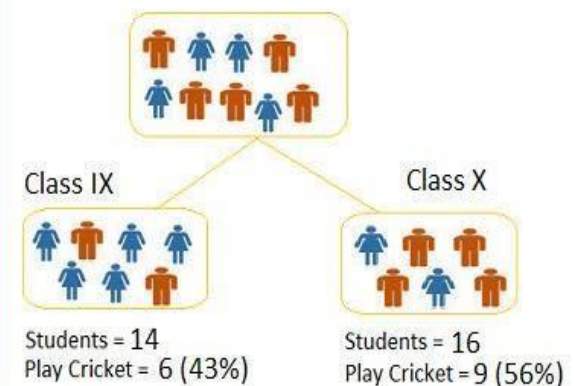 Class IX
Class X
Students = 14
Play Cricket = 6 (43%)
Students = 16
Play Cricket = 9 (56%)